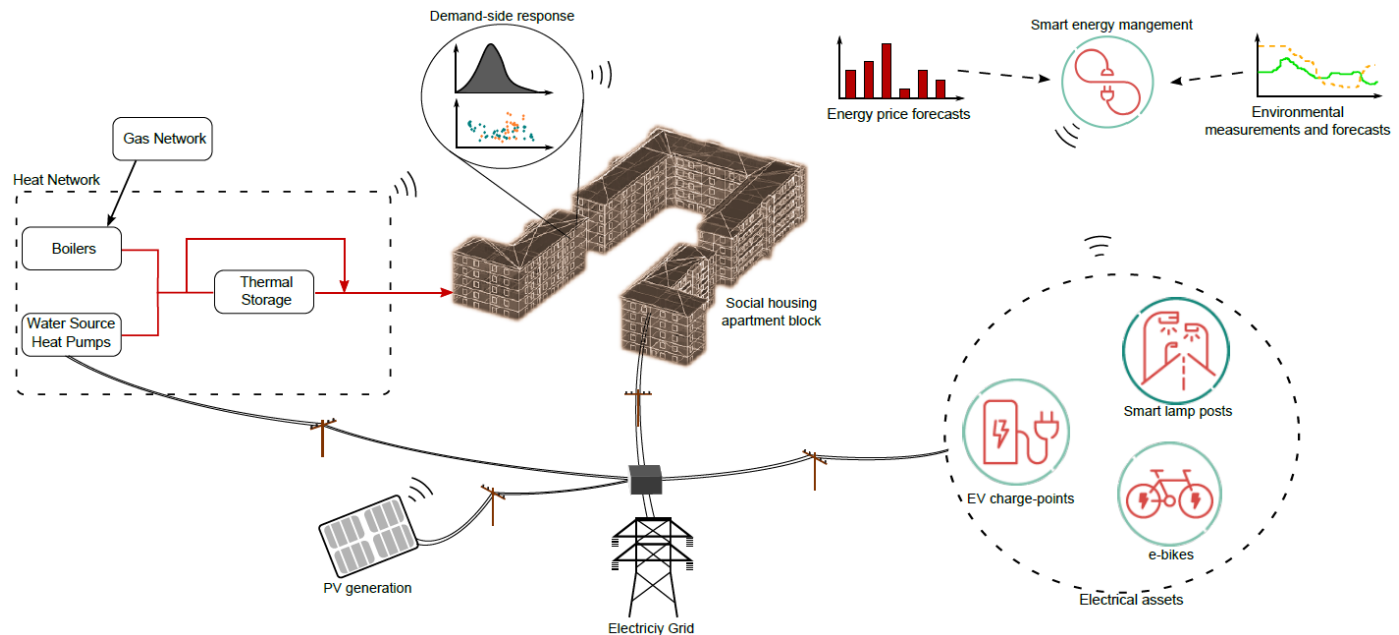 Demand-side response
Smart energy mangement
Energy price forecasts
Environmental
measurements and forecasts
Gas Network
Heat Network
Boilers
Thermal
Storage
Water Source
Heat Pumps
Social housing
apartment block
Smart lamp posts
EV charge-points
e-bikes
Electrical assets
PV generation
Electriciy Grid